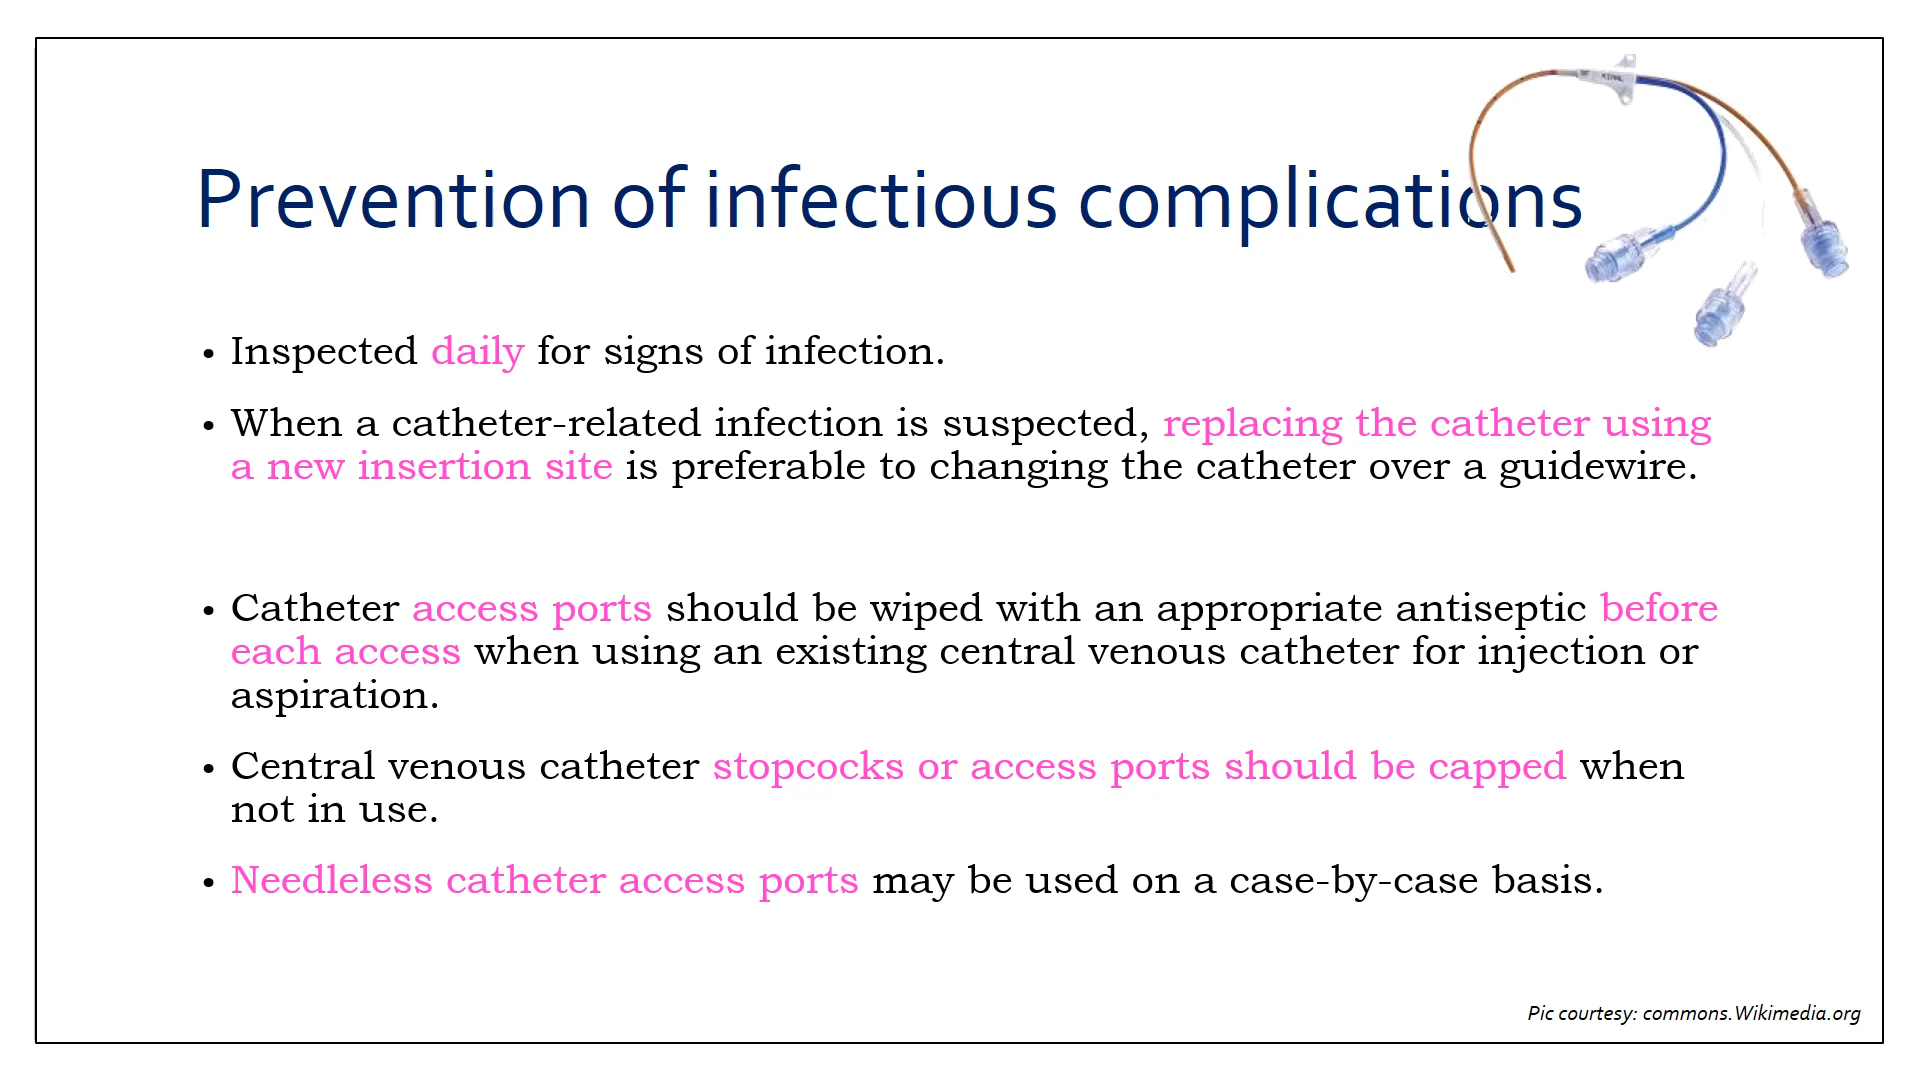 Prevention of infectious complications
• Inspected daily for signs of infection.
• When a catheter-related infection is suspected, replacing the catheter using
a new insertion site is preferable to changing the catheter over a guidewire.
• Catheter access ports should be wiped with an appropriate antiseptic before
each access when using an existing central venous catheter for injection or
aspiration.
• Central venous catheter stopcocks or access ports should be capped when
not in use.
• Needleless catheter access ports may be used on a case-by-case basis.
Pic courtesy: commons.Wikimedia.org